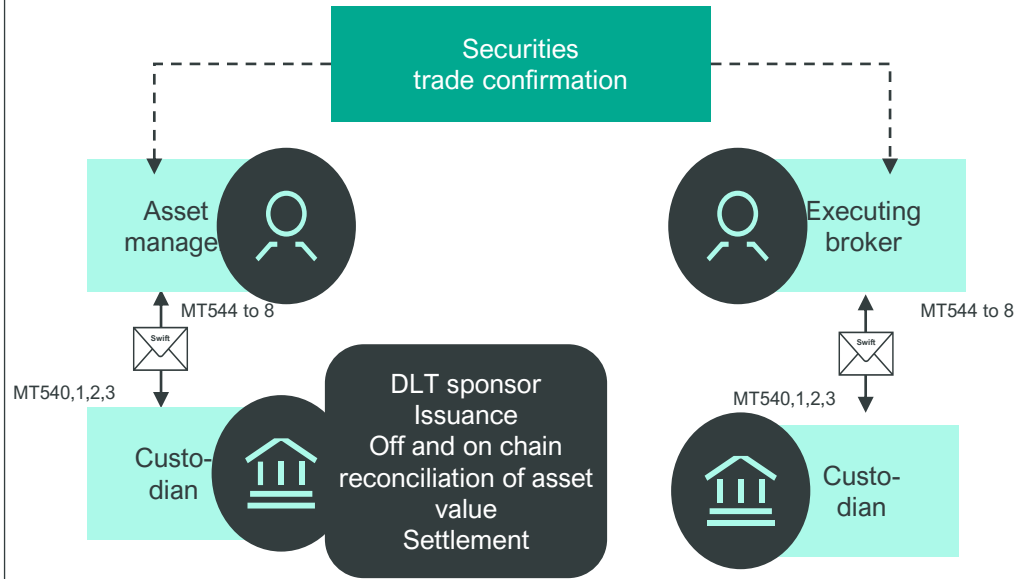 Securities
trade confirmation
Asset
manage
Executing
broker
MT544 to 8
Swift
MT540,1,2,3
MT544 to 8
Swift
MT540,1,2,3
Custo-
dian
DLT sponsor
Issuance
Off and on chain
reconciliation of asset
value
Settlement
Custo-
dian